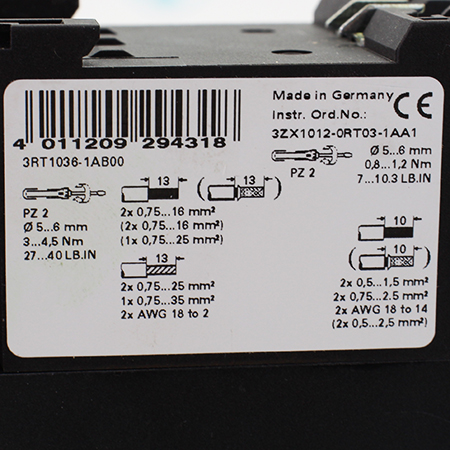 4 011209 294318
3RT1036-1AB00
Made in Germany
Instr. Ord.No.:
CE
3ZX1012-0RT03-1AA1
PZ 2
Ø 5...6 mm
3...4,5 Nm
27...40 LB.IN
13
( 13 )
2x 0,75...16 mm²
(2x 0,75...16 mm²)
(1x 0,75...25 mm²)
13
2x 0,75...25 mm²
1x 0,75...35 mm²
2x AWG 18 to 2
PZ 2
Ø 5...6 mm
0,8...1,2 Nm
7...10.3 LB.IN
10
( 10 )
2x 0,5...1,5 mm²
2x 0,75...2.5 mm²
2x AWG 18 to 14
(2x 0,5...2,5 mm²)